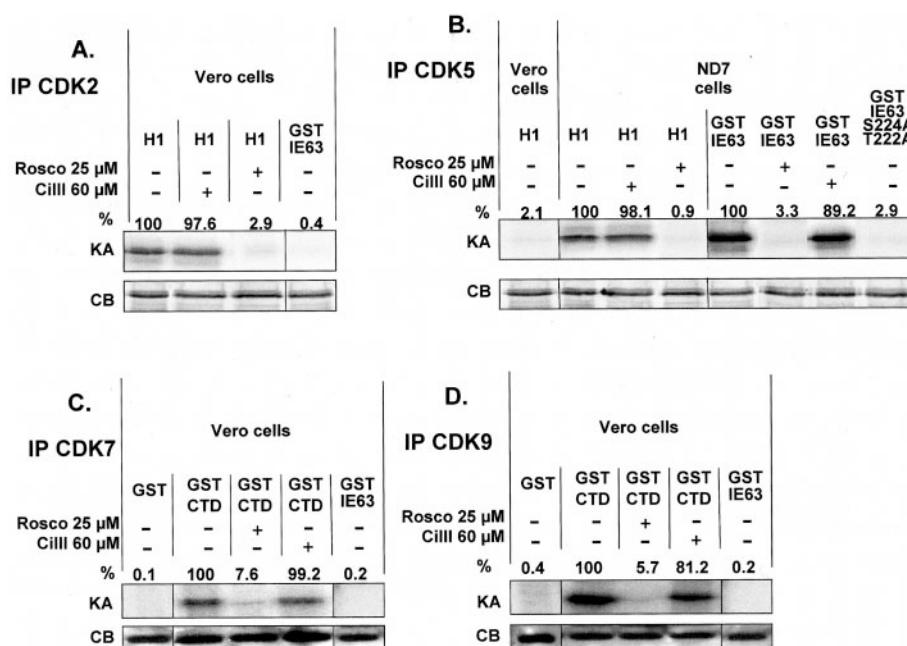 A.
IP CDK2
Vero cells
H1 H1 H1 GST IE63
Rosco 25 µM - - + -
CiIII 60 µM - + - -
% 100 97.6 2.9 0.4
KA
CB
B.
IP CDK5
Vero cells
ND7 cells
H1 H1 H1 H1 GST IE63 GST IE63 GST IE63 GST IE63 S224A T222A
Rosco 25 µM - - - + - + - -
CiIII 60 µM - - + - - - + -
% 2.1 100 98.1 0.9 100 3.3 89.2 2.9
KA
CB
C.
IP CDK7
Vero cells
GST GST CTD GST CTD GST CTD GST IE63
Rosco 25 µM - - + - -
CiIII 60 µM - - - + -
% 0.1 100 7.6 99.2 0.2
KA
CB
D.
IP CDK9
Vero cells
GST GST CTD GST CTD GST CTD GST IE63
Rosco 25 µM - - + - -
CiIII 60 µM - - - + -
% 0.4 100 5.7 81.2 0.2
KA
CB